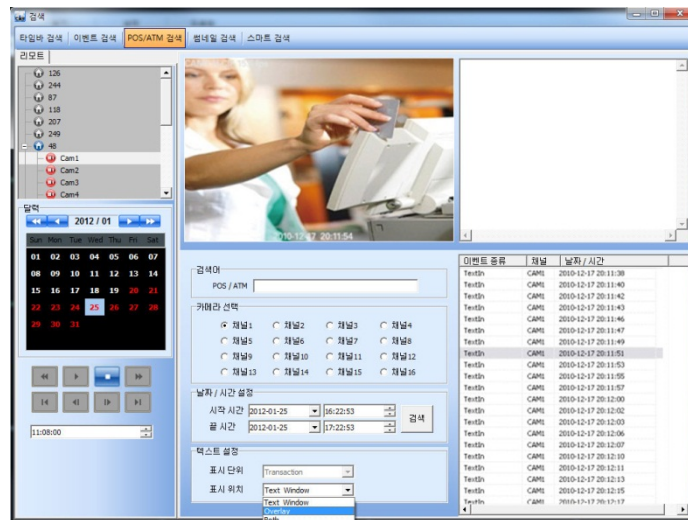 검색
타임바 검색 이벤트 검색 POS/ATM 검색 썸네일 검색 스마트 검색
리모트
126
244
87
118
207
249
48
Cam1
Cam2
Cam3
Cam4
달력
2012 / 01
Sun Mon Tue Wed Thu Fri Sat
01 02 03 04 05 06 07
08 09 10 11 12 13 14
15 16 17 18 19 20 21
22 23 24 25 26 27 28
29 30 31
11:08:00
2010-12-17 20:11:54
검색어
POS / ATM
카메라 선택
채널1 채널2 채널3 채널4
채널5 채널6 채널7 채널8
채널9 채널10 채널11 채널12
채널13 채널14 채널15 채널16
날짜 / 시간 설정
시작 시간 2012-01-25 16:22:53
끝 시간 2012-01-25 17:22:53
검색
텍스트 설정
표시 단위 Transaction
표시 위치 Text Window
Text Window
Overlay
이벤트 종류 채널 날짜 / 시간
TextIn CAM1 2010-12-17 20:11:38
TextIn CAM1 2010-12-17 20:11:40
TextIn CAM1 2010-12-17 20:11:42
TextIn CAM1 2010-12-17 20:11:43
TextIn CAM1 2010-12-17 20:11:46
TextIn CAM1 2010-12-17 20:11:47
TextIn CAM1 2010-12-17 20:11:49
TextIn CAM1 2010-12-17 20:11:51
TextIn CAM1 2010-12-17 20:11:53
TextIn CAM1 2010-12-17 20:11:55
TextIn CAM1 2010-12-17 20:11:57
TextIn CAM1 2010-12-17 20:12:00
TextIn CAM1 2010-12-17 20:12:02
TextIn CAM1 2010-12-17 20:12:03
TextIn CAM1 2010-12-17 20:12:06
TextIn CAM1 2010-12-17 20:12:07
TextIn CAM1 2010-12-17 20:12:10
TextIn CAM1 2010-12-17 20:12:11
TextIn CAM1 2010-12-17 20:12:13
TextIn CAM1 2010-12-17 20:12:15
TextIn CAM1 2010-12-17 20:12:17